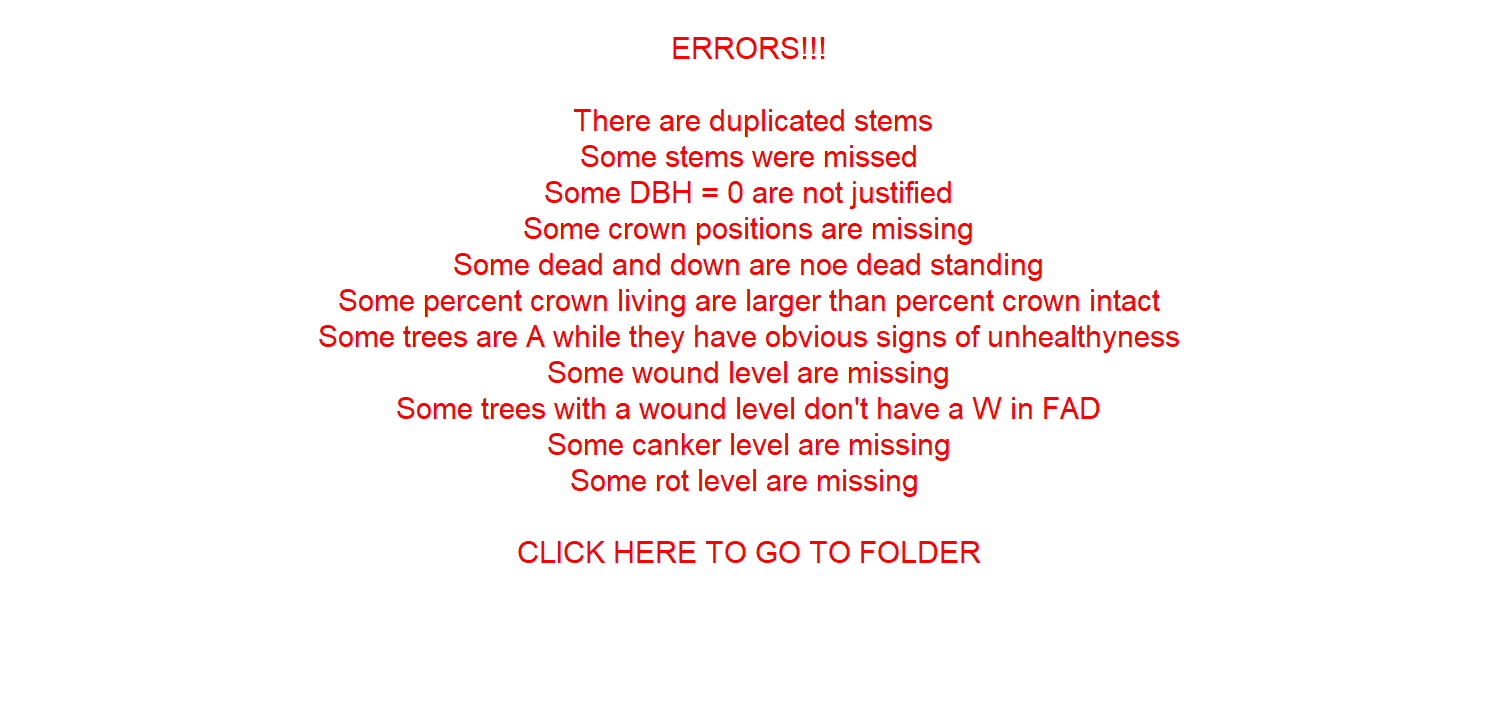 ERRORS!!!
There are duplicated stems
Some stems were missed
Some DBH = 0 are not justified
Some crown positions are missing
Some dead and down are noe dead standing
Some percent crown living are larger than percent crown intact
Some trees are A while they have obvious signs of unhealthyness
Some wound level are missing
Some trees with a wound level don't have a W in FAD
Some canker level are missing
Some rot level are missing
CLICK HERE TO GO TO FOLDER